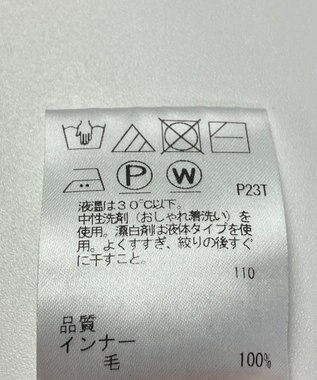 P
W
P23T
液温は30℃以下。
中性洗剤（おしゃれ着洗い）を
使用。漂白剤は液体タイプを使
用。よくすすぎ、絞りの後すぐ
に干すこと。
110
品質
インナー
毛 100%